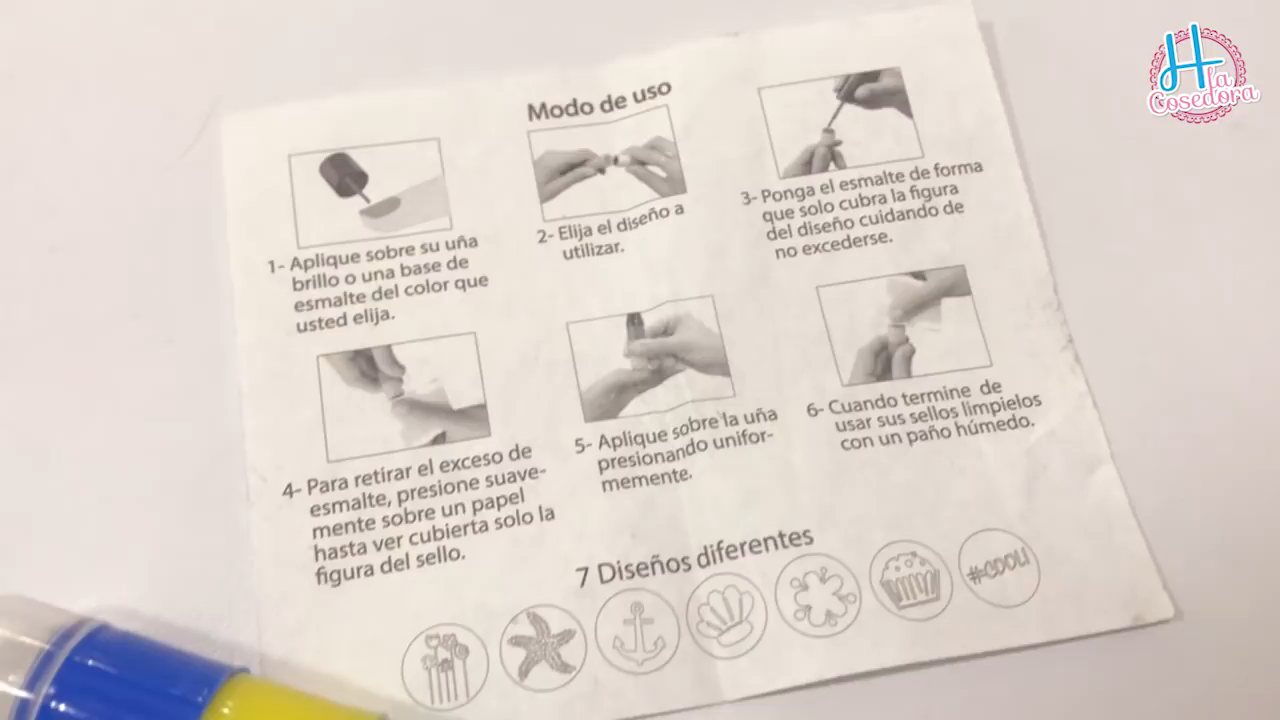 H
la
Cosedora
Modo de uso
1- Aplique sobre su uña
brillo o una base de
esmalte del color que
usted elija.
2- Elija el diseño a
utilizar.
3- Ponga el esmalte de forma
que solo cubra la figura
del diseño cuidando de
no excederse.
4- Para retirar el exceso de
esmalte, presione suave-
mente sobre un papel
hasta ver cubierta solo la
figura del sello.
5- Aplique sobre la uña
presionando unifor-
memente.
6- Cuando termine de
usar sus sellos limpielos
con un paño húmedo.
7 Diseños diferentes
#COOL!